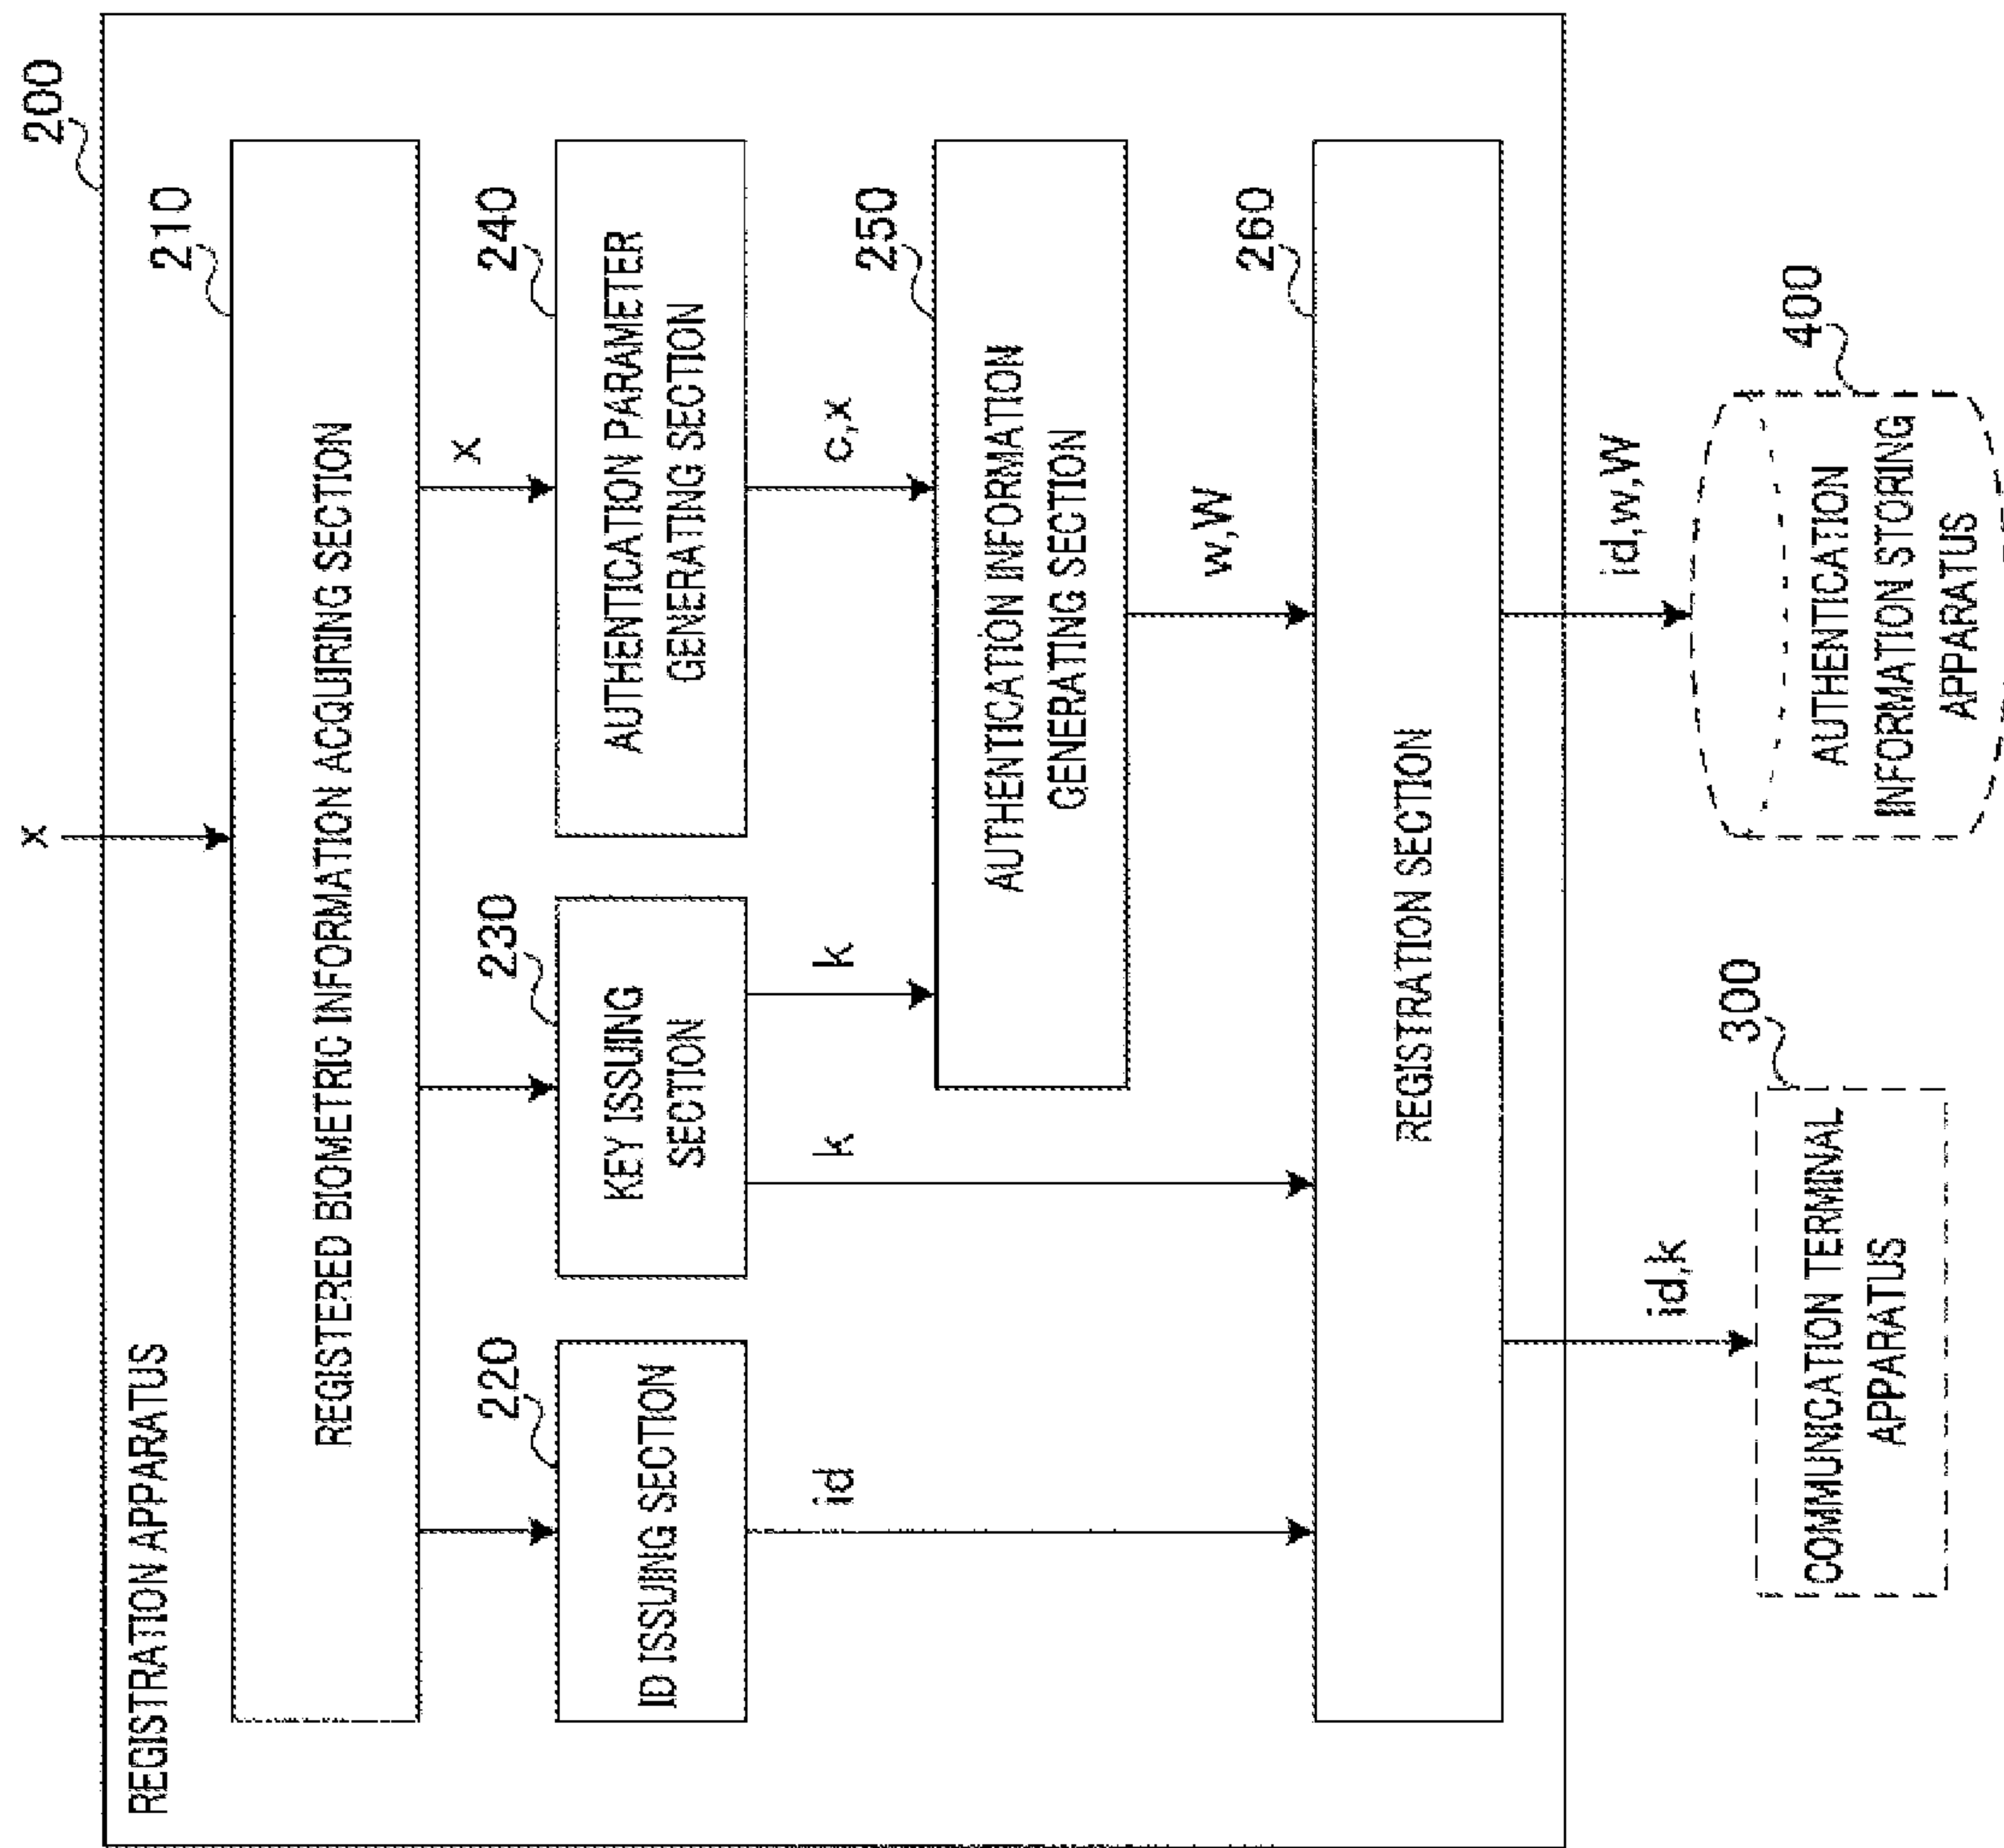 200
REGISTRATION APPARATUS
x
210
REGISTERED BIOMETRIC INFORMATION ACQUIRING SECTION
x
220
ID ISSUING SECTION
230
KEY ISSUING
SECTION
240
AUTHENTICATION PARAMETER
GENERATING SECTION
id
k
k
c,x
250
AUTHENTICATION INFORMATION
GENERATING SECTION
w,W
260
REGISTRATION SECTION
id,k
id,w,W
300
COMMUNICATION TERMINAL
APPARATUS
400
AUTHENTICATION
INFORMATION STORING
APPARATUS